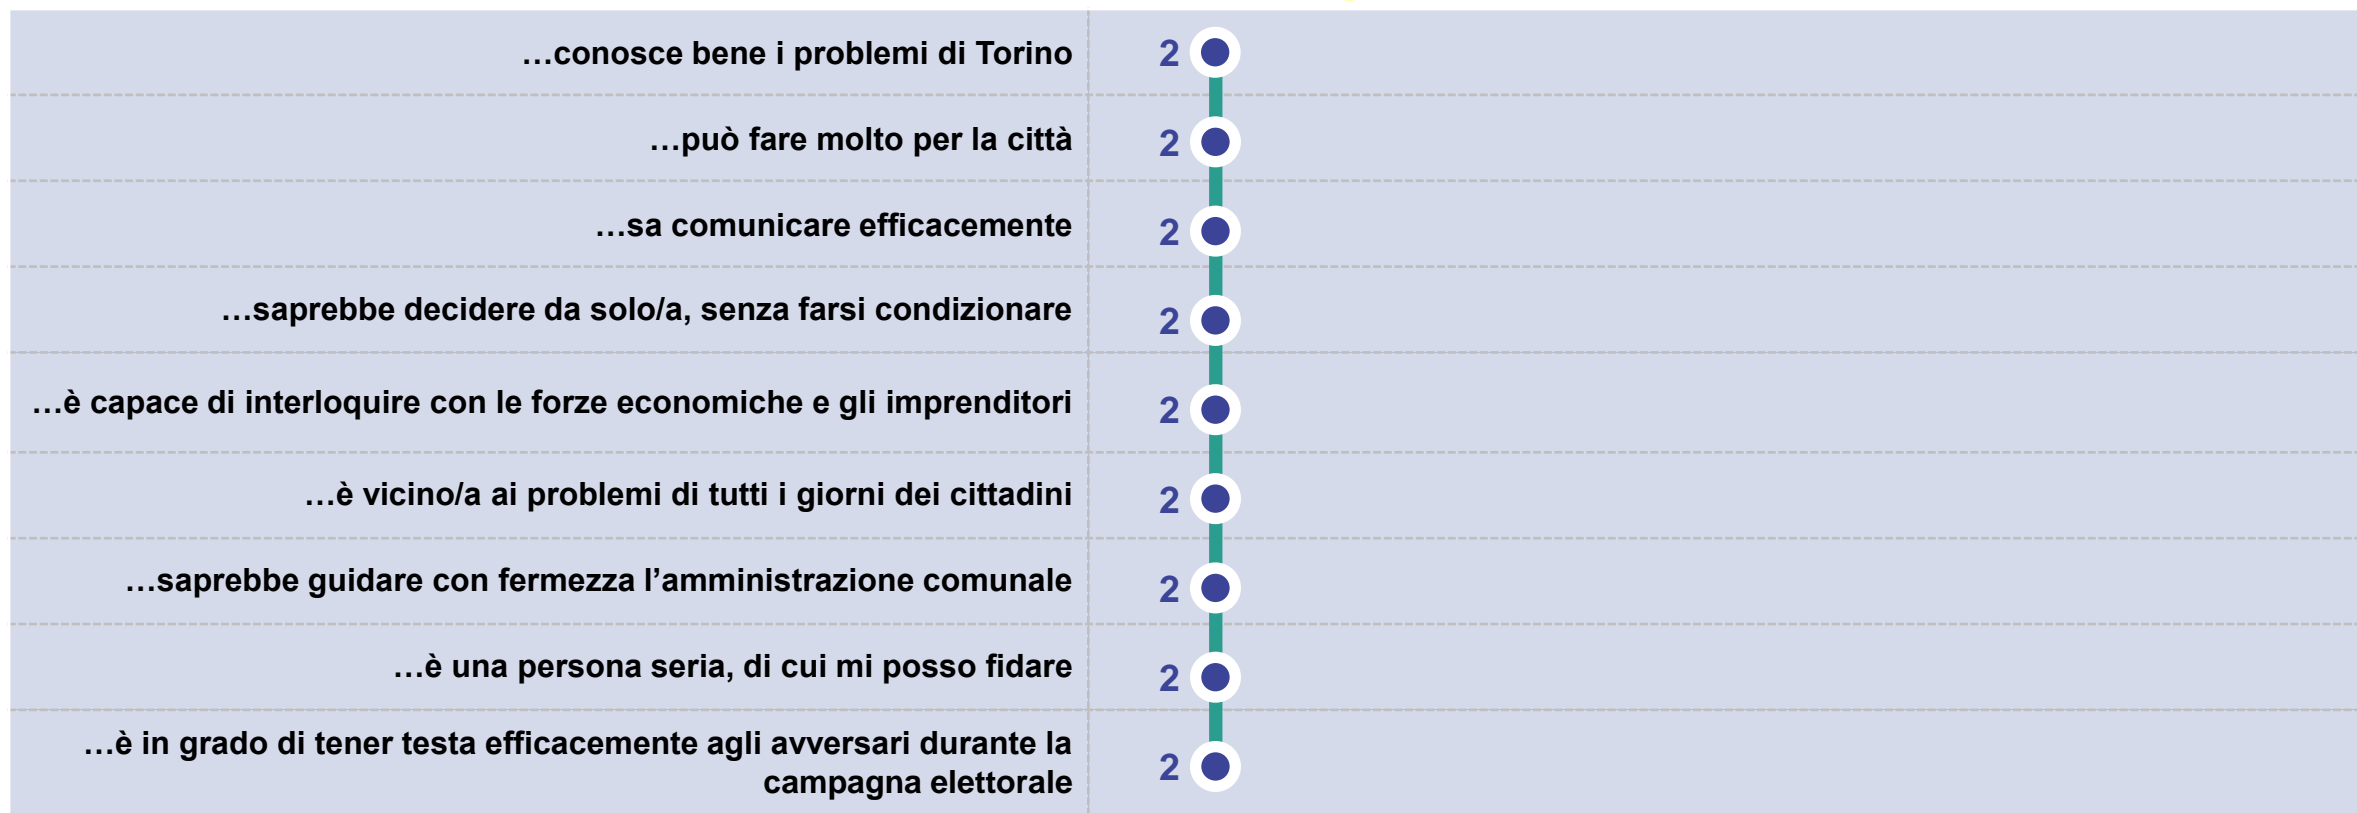 …conosce bene i problemi di Torino 2
…può fare molto per la città 2
…sa comunicare efficacemente 2
…saprebbe decidere da solo/a, senza farsi condizionare 2
…è capace di interloquire con le forze economiche e gli imprenditori 2
…è vicino/a ai problemi di tutti i giorni dei cittadini 2
…saprebbe guidare con fermezza l’amministrazione comunale 2
…è una persona seria, di cui mi posso fidare 2
…è in grado di tener testa efficacemente agli avversari durante la
campagna elettorale 2